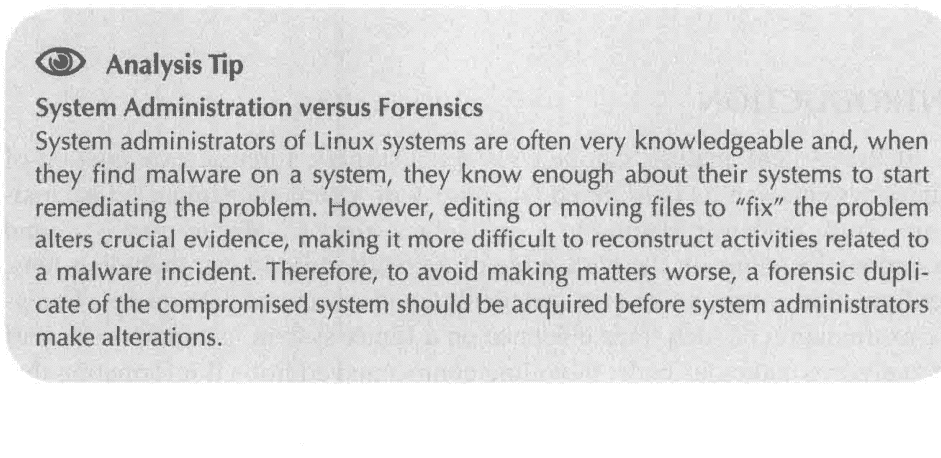 Analysis Tip
System Administration versus Forensics
System administrators of Linux systems are often very knowledgeable and, when
they find malware on a system, they know enough about their systems to start
remediating the problem. However, editing or moving files to "fix" the problem
alters crucial evidence, making it more difficult to reconstruct activities related to
a malware incident. Therefore, to avoid making matters worse, a forensic dupli-
cate of the compromised system should be acquired before system administrators
make alterations.